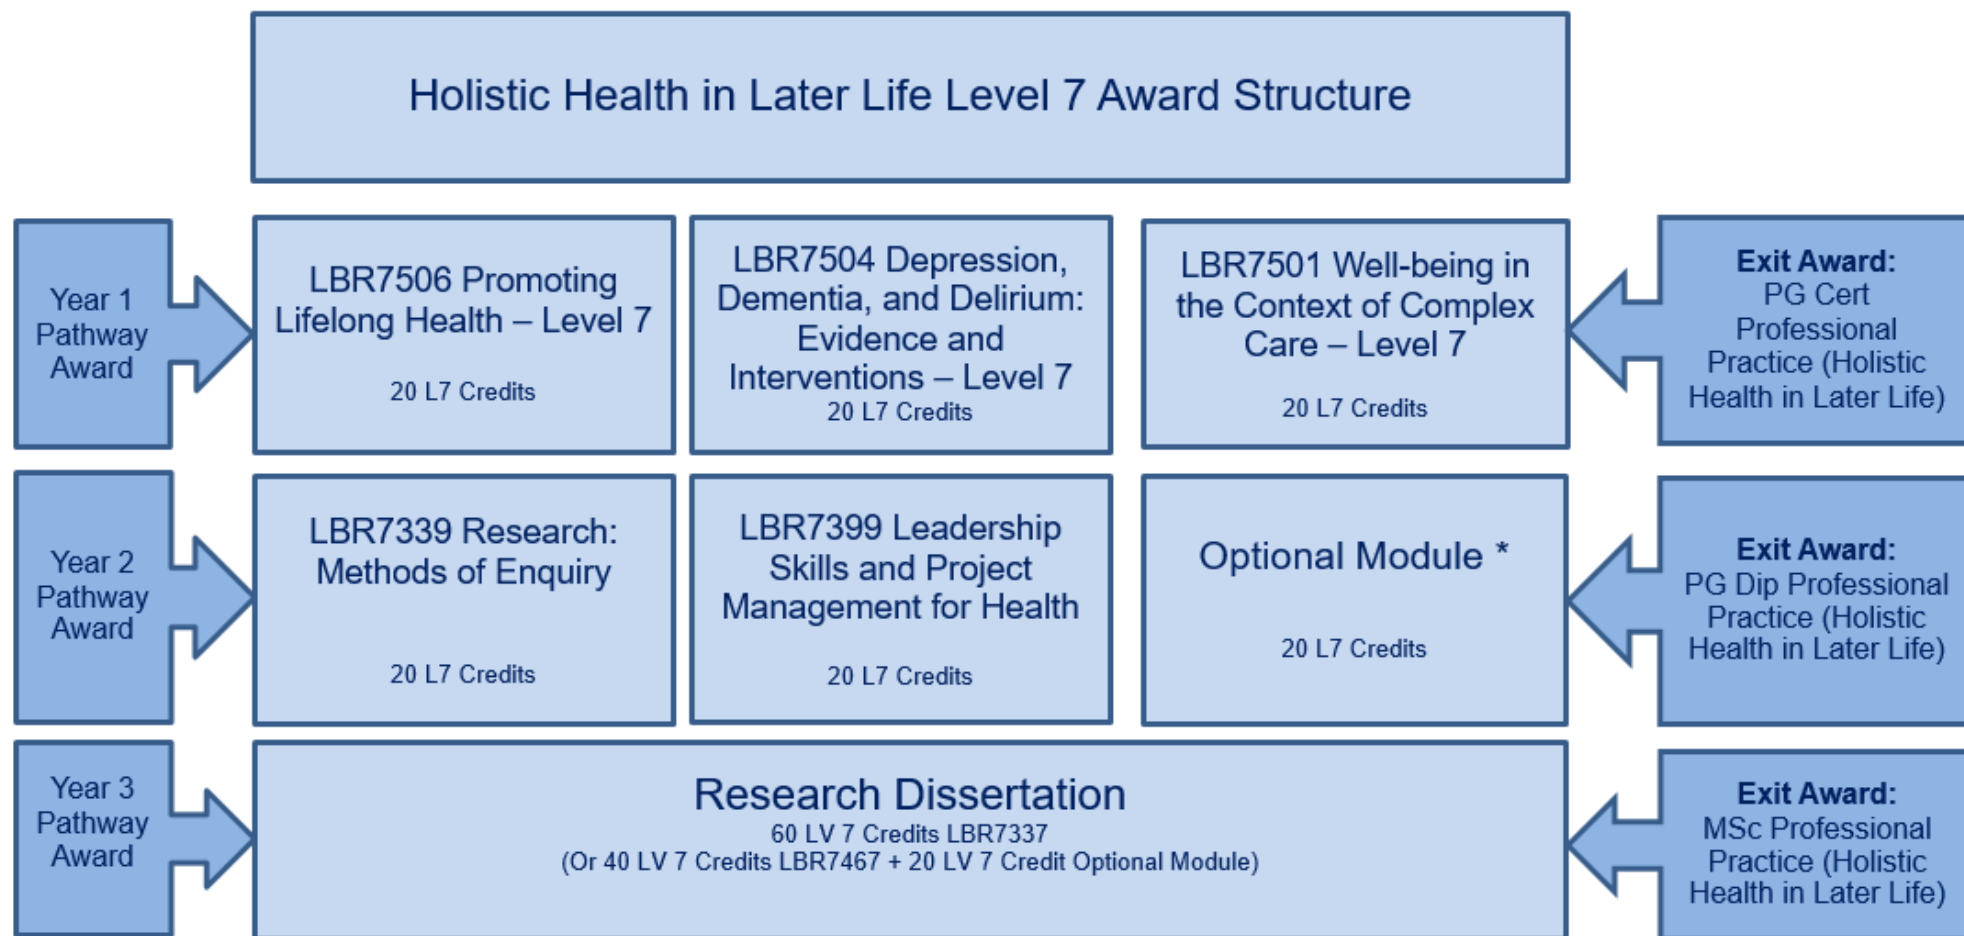 Holistic Health in Later Life Level 7 Award Structure
Year 1
Pathway
Award
LBR7506 Promoting
Lifelong Health – Level 7
20 L7 Credits
LBR7504 Depression,
Dementia, and Delirium:
Evidence and
Interventions – Level 7
20 L7 Credits
LBR7501 Well-being in
the Context of Complex
Care – Level 7
20 L7 Credits
Exit Award:
PG Cert
Professional
Practice (Holistic
Health in Later Life)
Year 2
Pathway
Award
LBR7339 Research:
Methods of Enquiry
20 L7 Credits
LBR7399 Leadership
Skills and Project
Management for Health
20 L7 Credits
Optional Module *
20 L7 Credits
Exit Award:
PG Dip Professional
Practice (Holistic
Health in Later Life)
Year 3
Pathway
Award
Research Dissertation
60 LV 7 Credits LBR7337
(Or 40 LV 7 Credits LBR7467 + 20 LV 7 Credit Optional Module)
Exit Award:
MSc Professional
Practice (Holistic
Health in Later Life)